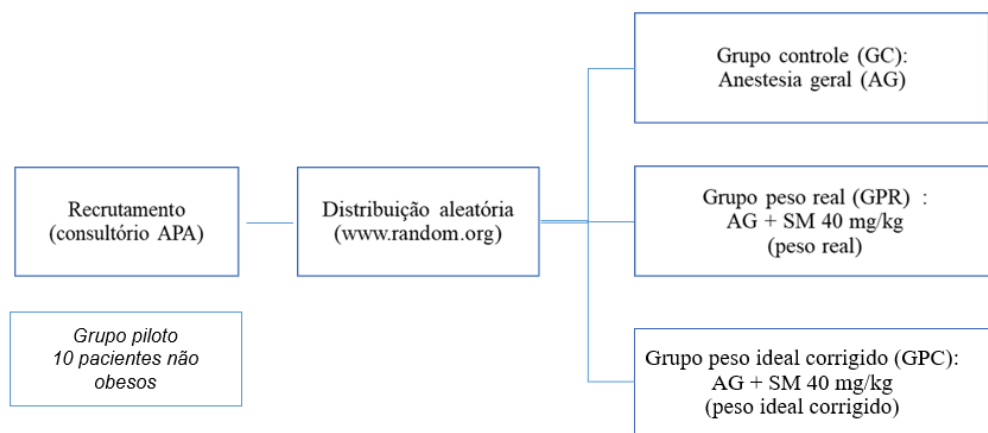 Recrutamento
(consultório APA)
Grupo piloto
10 pacientes não
obesos
Distribuição aleatória
(www.random.org)
Grupo controle (GC):
Anestesia geral (AG)
Grupo peso real (GPR) :
AG + SM 40 mg/kg
(peso real)
Grupo peso ideal corrigido (GPC):
AG + SM 40 mg/kg
(peso ideal corrigido)